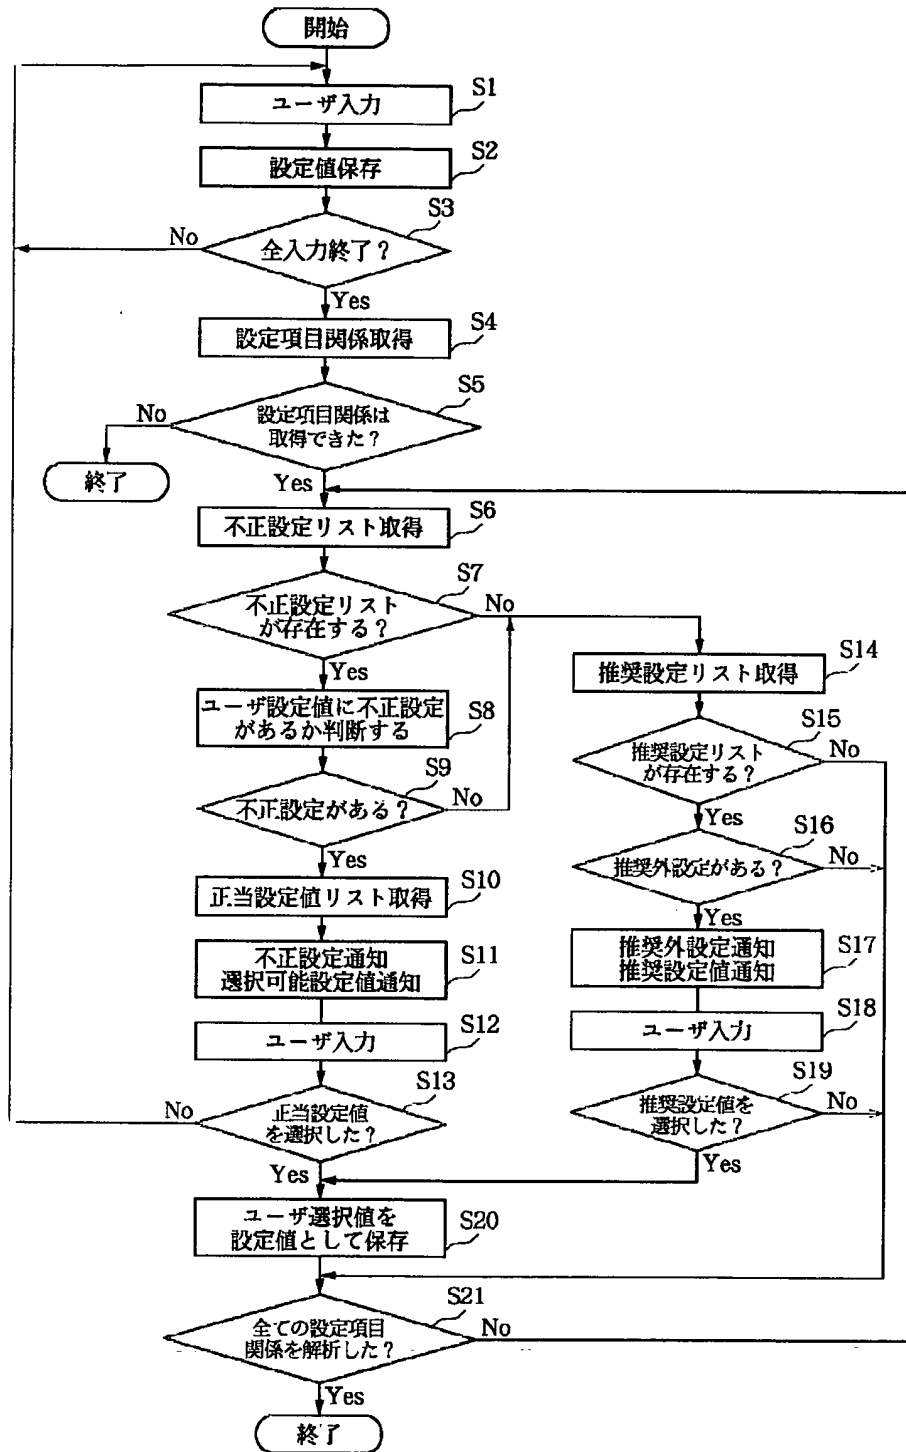 開始
S1
ユーザ入力
S2
設定値保存
S3
No
全入力終了?
Yes
S4
設定項目関係取得
S5
No
設定項目関係は
取得できた?
終了
Yes
S6
不正設定リスト取得
S7
不正設定リスト
が存在する?
No
Yes
S8
ユーザ設定値に不正設定
があるか判断する
S9
不正設定がある?
No
Yes
S10
正当設定値リスト取得
S11
不正設定通知
選択可能設定値通知
S12
ユーザ入力
S13
No
正当設定値
を選択した?
Yes
S14
推奨設定リスト取得
S15
推奨設定リスト
が存在する?
No
Yes
S16
推奨外設定がある?
No
Yes
S17
推奨外設定通知
推奨設定値通知
S18
ユーザ入力
S19
推奨設定値を
選択した?
No
Yes
S20
ユーザ選択値を
設定値として保存
S21
全ての設定項目
関係を解析した?
No
Yes
終了